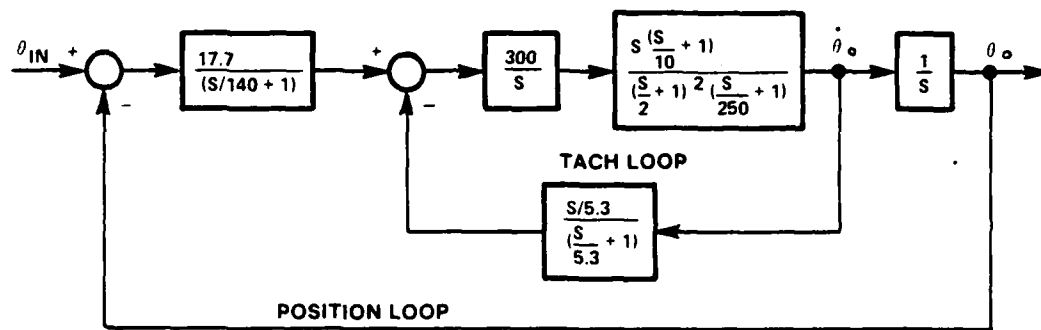 θIN + 17.7 + 300 S (S/10 + 1) θ̇o 1 θo
− (S/140 + 1) − S (S/2 + 1)² (S/250 + 1) S
TACH LOOP
S/5.3
(S/5.3 + 1)
POSITION LOOP